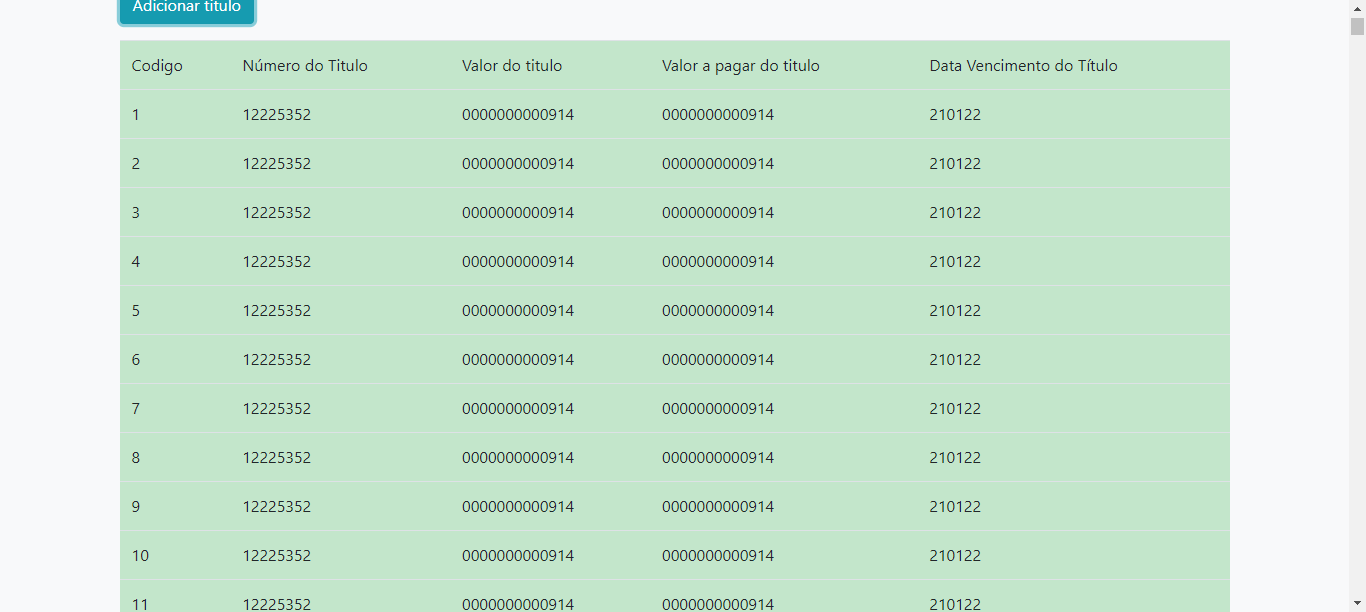 Adicionar titulo
Codigo Número do Titulo Valor do titulo Valor a pagar do titulo Data Vencimento do Título
1 12225352 0000000000914 0000000000914 210122
2 12225352 0000000000914 0000000000914 210122
3 12225352 0000000000914 0000000000914 210122
4 12225352 0000000000914 0000000000914 210122
5 12225352 0000000000914 0000000000914 210122
6 12225352 0000000000914 0000000000914 210122
7 12225352 0000000000914 0000000000914 210122
8 12225352 0000000000914 0000000000914 210122
9 12225352 0000000000914 0000000000914 210122
10 12225352 0000000000914 0000000000914 210122
11 12225352 0000000000914 0000000000914 210122